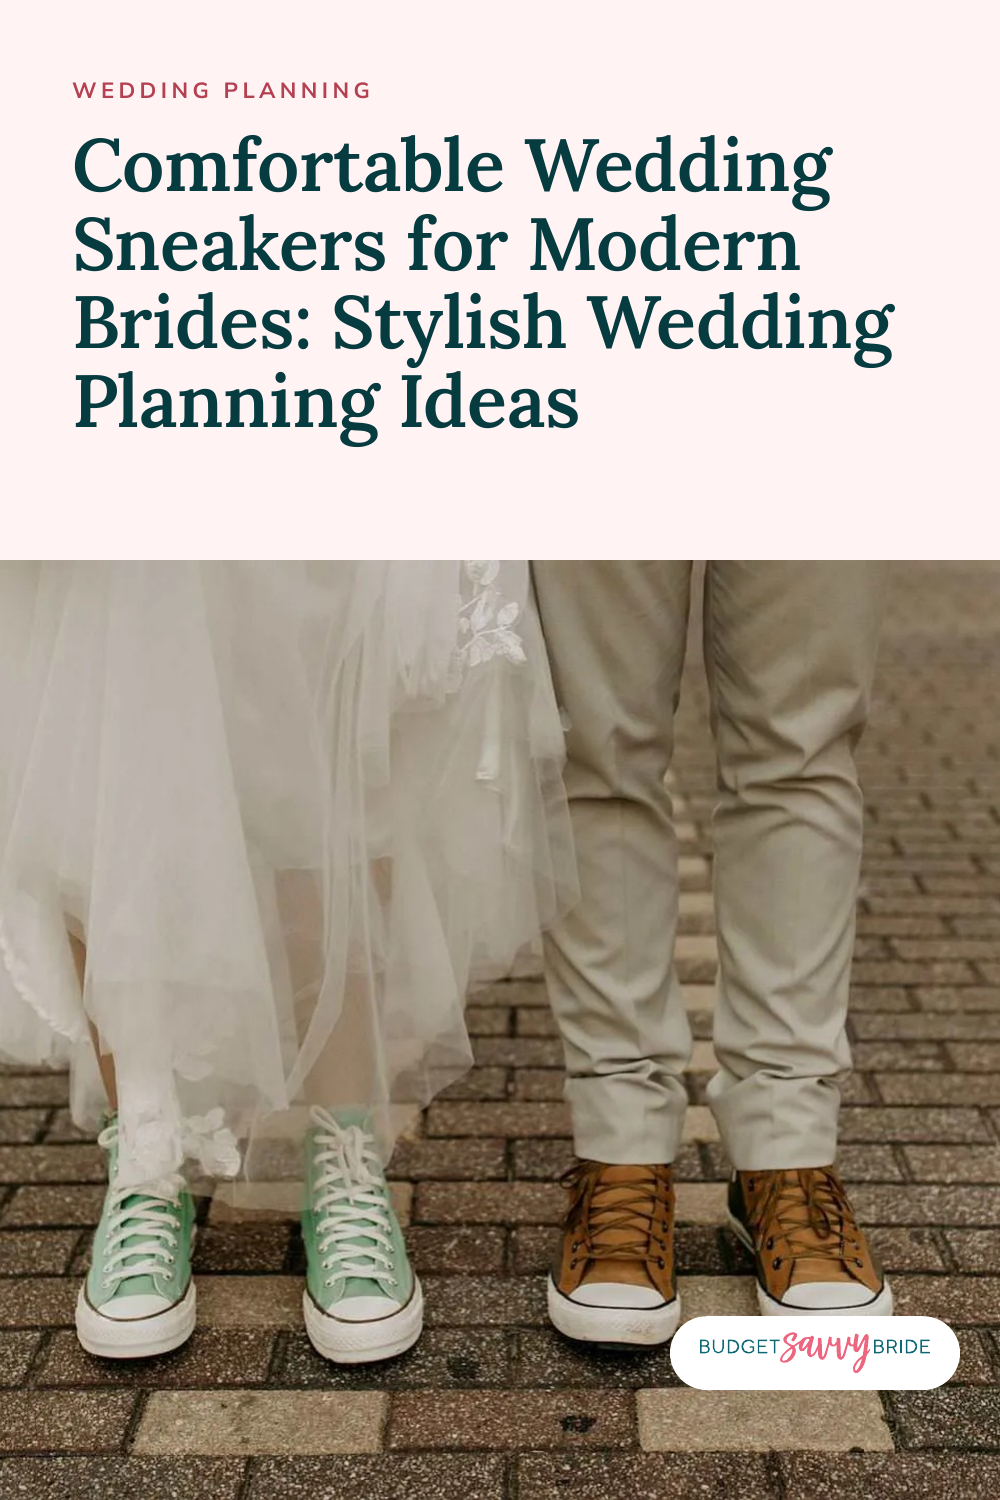 WEDDING PLANNING
Comfortable Wedding
Sneakers for Modern
Brides: Stylish Wedding
Planning Ideas
BUDGET savvy BRIDE